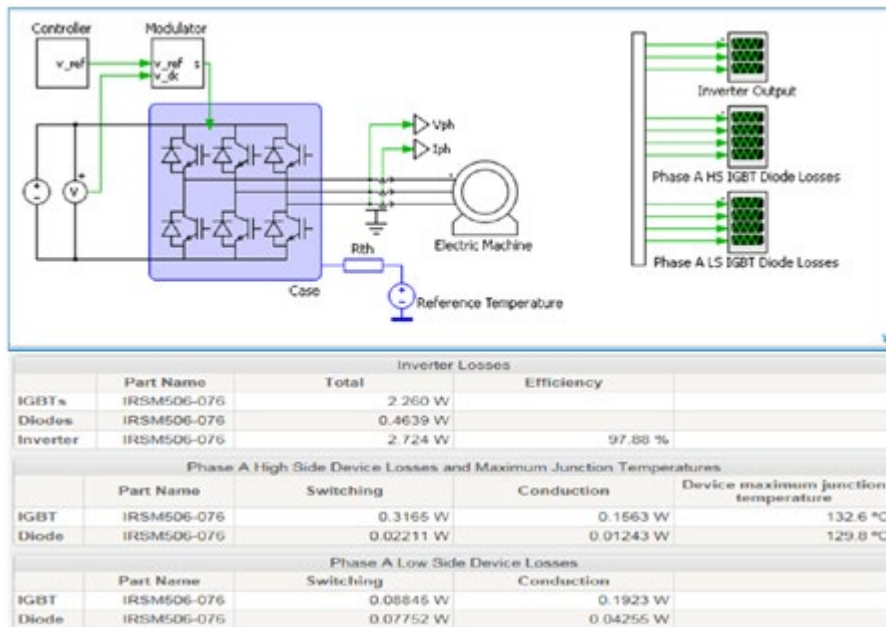 Controller
Modulator
v_ref
v_ref
v_dc
s
Inverter Output
V
Vph
Iph
Phase A HS IGBT Diode Losses
Electric Machine
Rth
Phase A LS IGBT Diode Losses
Case
Reference Temperature
Inverter Losses
Part Name Total Efficiency
IGBTs IRSM506-076 2.260 W
Diodes IRSM506-076 0.4639 W
Inverter IRSM506-076 2.724 W 97.88 %
Phase A High Side Device Losses and Maximum Junction Temperatures
Part Name Switching Conduction Device maximum junction
temperature
IGBT IRSM506-076 0.3165 W 0.1563 W 132.6 °C
Diode IRSM506-076 0.02211 W 0.01243 W 129.8 °C
Phase A Low Side Device Losses
Part Name Switching Conduction
IGBT IRSM506-076 0.08845 W 0.1923 W
Diode IRSM506-076 0.07752 W 0.04255 W